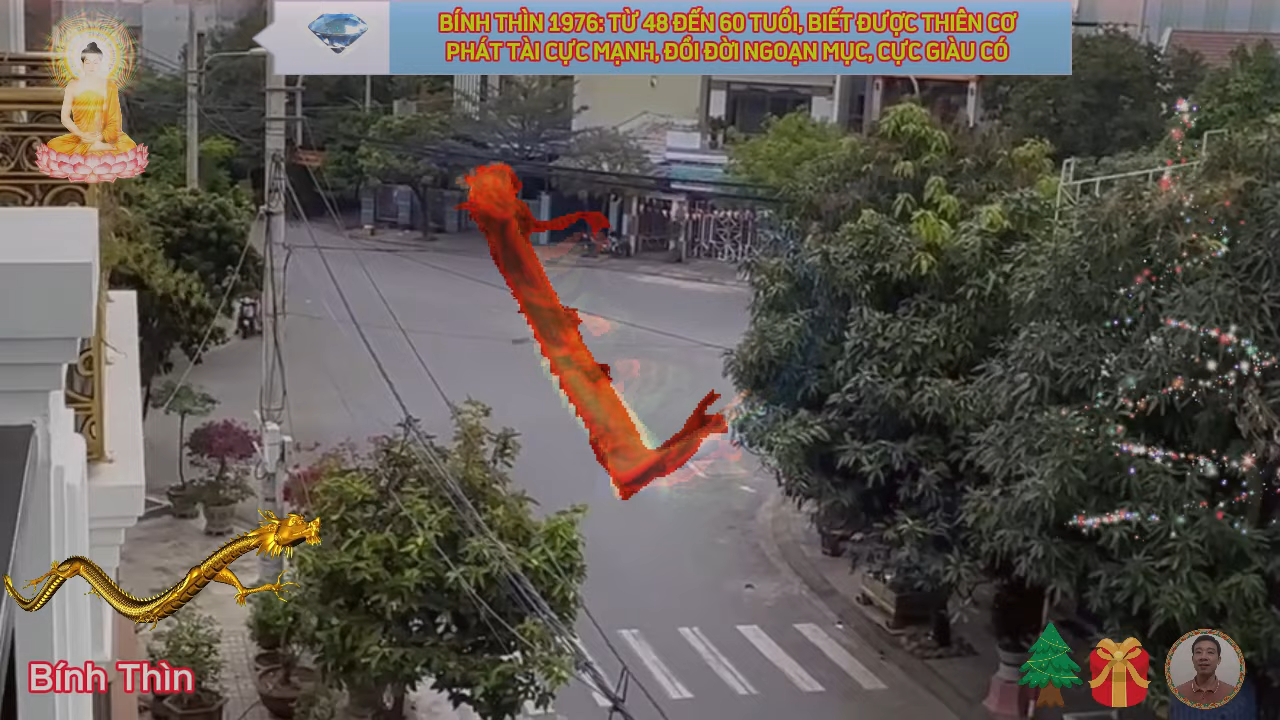 BÍNH THÌN 1976: TỪ 48 ĐẾN 60 TUỔI, BIẾT ĐƯỢC THIÊN CƠ
PHÁT TÀI CỰC MẠNH, ĐỔI ĐỜI NGOẠN MỤC, CỰC GIÀU CÓ
Bính Thìn